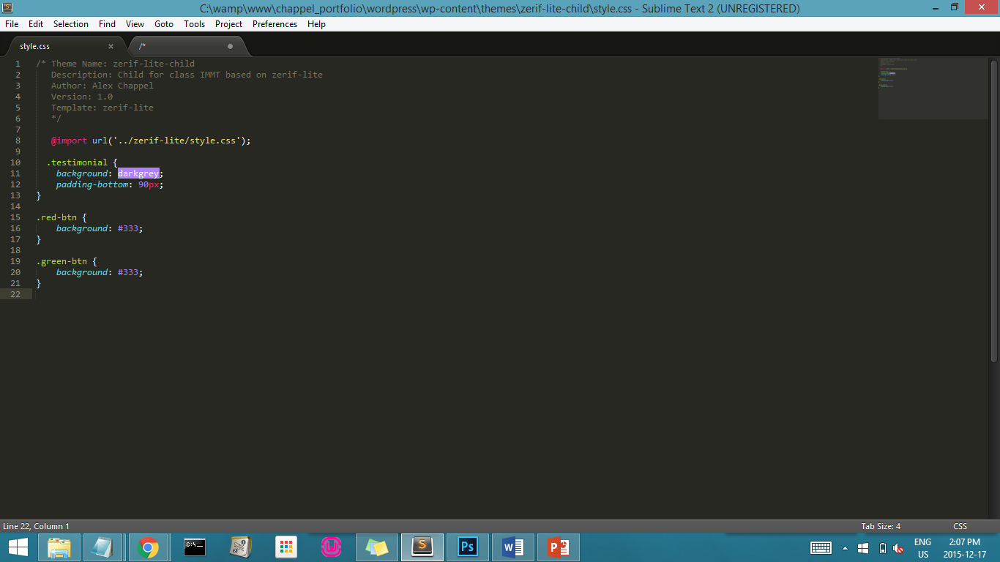 C:\wamp\www\chappel_portfolio\wordpress\wp-content\themes\zerif-lite-child\style.css - Sublime Text 2 (UNREGISTERED)
File Edit Selection Find View Goto Tools Project Preferences Help
style.css × /*
1 /* Theme Name: zerif-lite-child
2 Description: Child for class IMMT based on zerif-lite
3 Author: Alex Chappel
4 Version: 1.0
5 Template: zerif-lite
6 */
7
8 @import url('../zerif-lite/style.css');
9
10 .testimonial {
11 background: darkgrey;
12 padding-bottom: 90px;
13 }
14
15 .red-btn {
16 background: #333;
17 }
18
19 .green-btn {
20 background: #333;
21 }
22
Line 22, Column 1 Tab Size: 4 CSS
C:\_ S Ps W P ENG 2:07 PM
US 2015-12-17